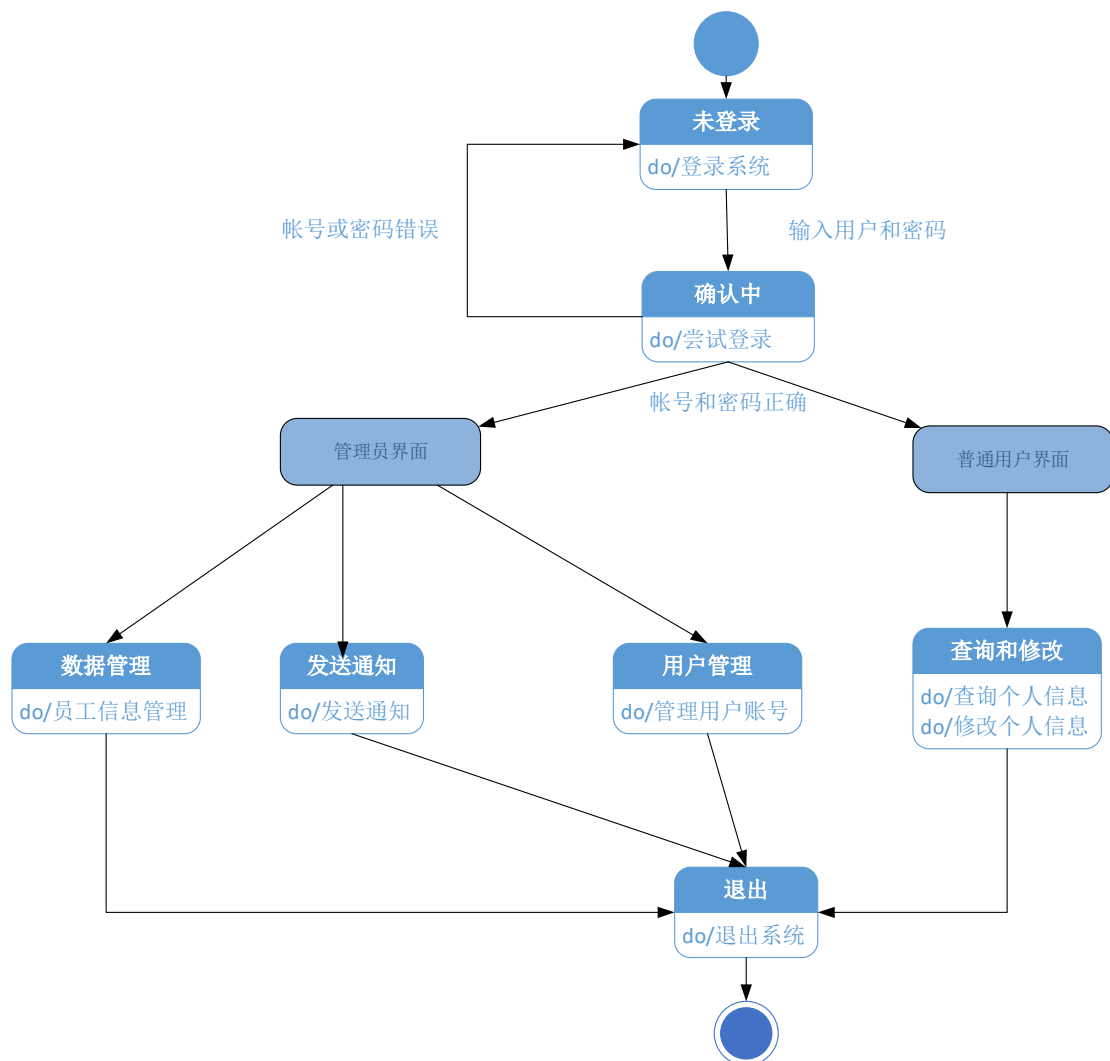 未登录
do/登录系统
帐号或密码错误
输入用户和密码
确认中
do/尝试登录
帐号和密码正确
管理员界面
普通用户界面
数据管理
do/员工信息管理
发送通知
do/发送通知
用户管理
do/管理用户账号
查询和修改
do/查询个人信息
do/修改个人信息
退出
do/退出系统